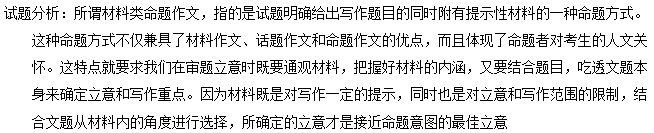 试题分析：所谓材料类命题作文，指的是试题明确给出写作题目的同时附有提示性材料的一种命题方式。
这种命题方式不仅兼具了材料作文、话题作文和命题作文的优点，而且体现了命题者对考生的人文关
怀。这特点就要求我们在审题立意时既要通观材料，把握好材料的内涵，又要结合题目，吃透文题本
身来确定立意和写作重点。因为材料既是对写作一定的提示，同时也是对立意和写作范围的限制，结
合文题从材料内的角度进行选择，所确定的立意才是接近命题意图的最佳立意